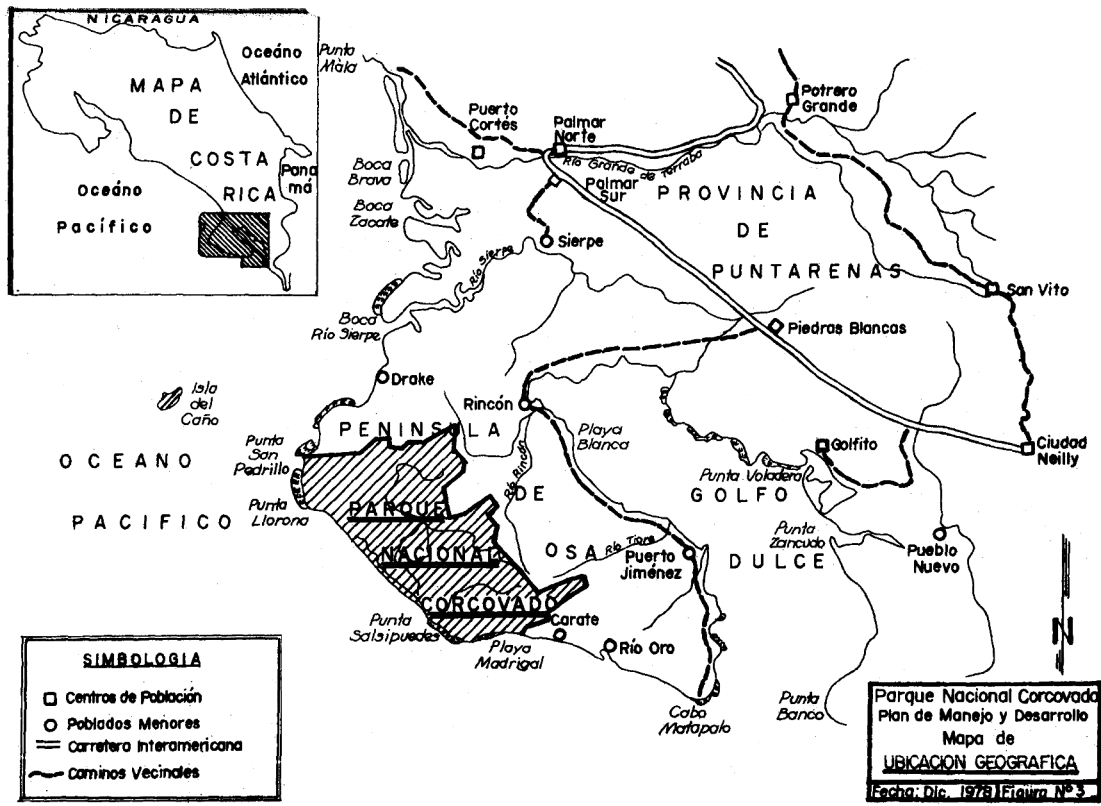 NICARAGUA
Oceáno
Atlántico
MAPA
DE
COSTA
RICA
Pana
má
Oceáno
Pacífico
Punta
Mála
Puerto
Cortés
Palmar
Norte
Potrero
Grande
Río Grande de Terraba
Palmar
Sur
Boca
Brava
Boca
Zacate
PROVINCIA
DE
PUNTARENAS
Sierpe
Río Sierpe
San Vito
Boca
Río Sierpe
Piedras Blancas
Drake
Isla
del
Caño
Rincón
PENINSULA
Playa
Blanca
Golfito
Ciudad
Neilly
Punta
San
Pedrillo
OCEANO
PACIFICO
Río Rincón
DE
Punta Voladera
GOLFO
Punta
Llorona
PARQUE
Punta
Zancudo
NACIONAL
OSA
Río Tigre
Puerto
Jiménez
DULCE
Pueblo
Nuevo
CORCOVADO
Punta
Salsipuedes
Carate
Playa
Madrigal
Río Oro
N
Cabo
Matapalo
Punta
Banco
SIMBOLOGIA
Centros de Población
Poblados Menores
Carretera Interamericana
Caminos Vecinales
Parque Nacional Corcovado
Plan de Manejo y Desarrollo
Mapa de
UBICACION GEOGRAFICA
Fecha: Dic. 1978 Figura Nº 3